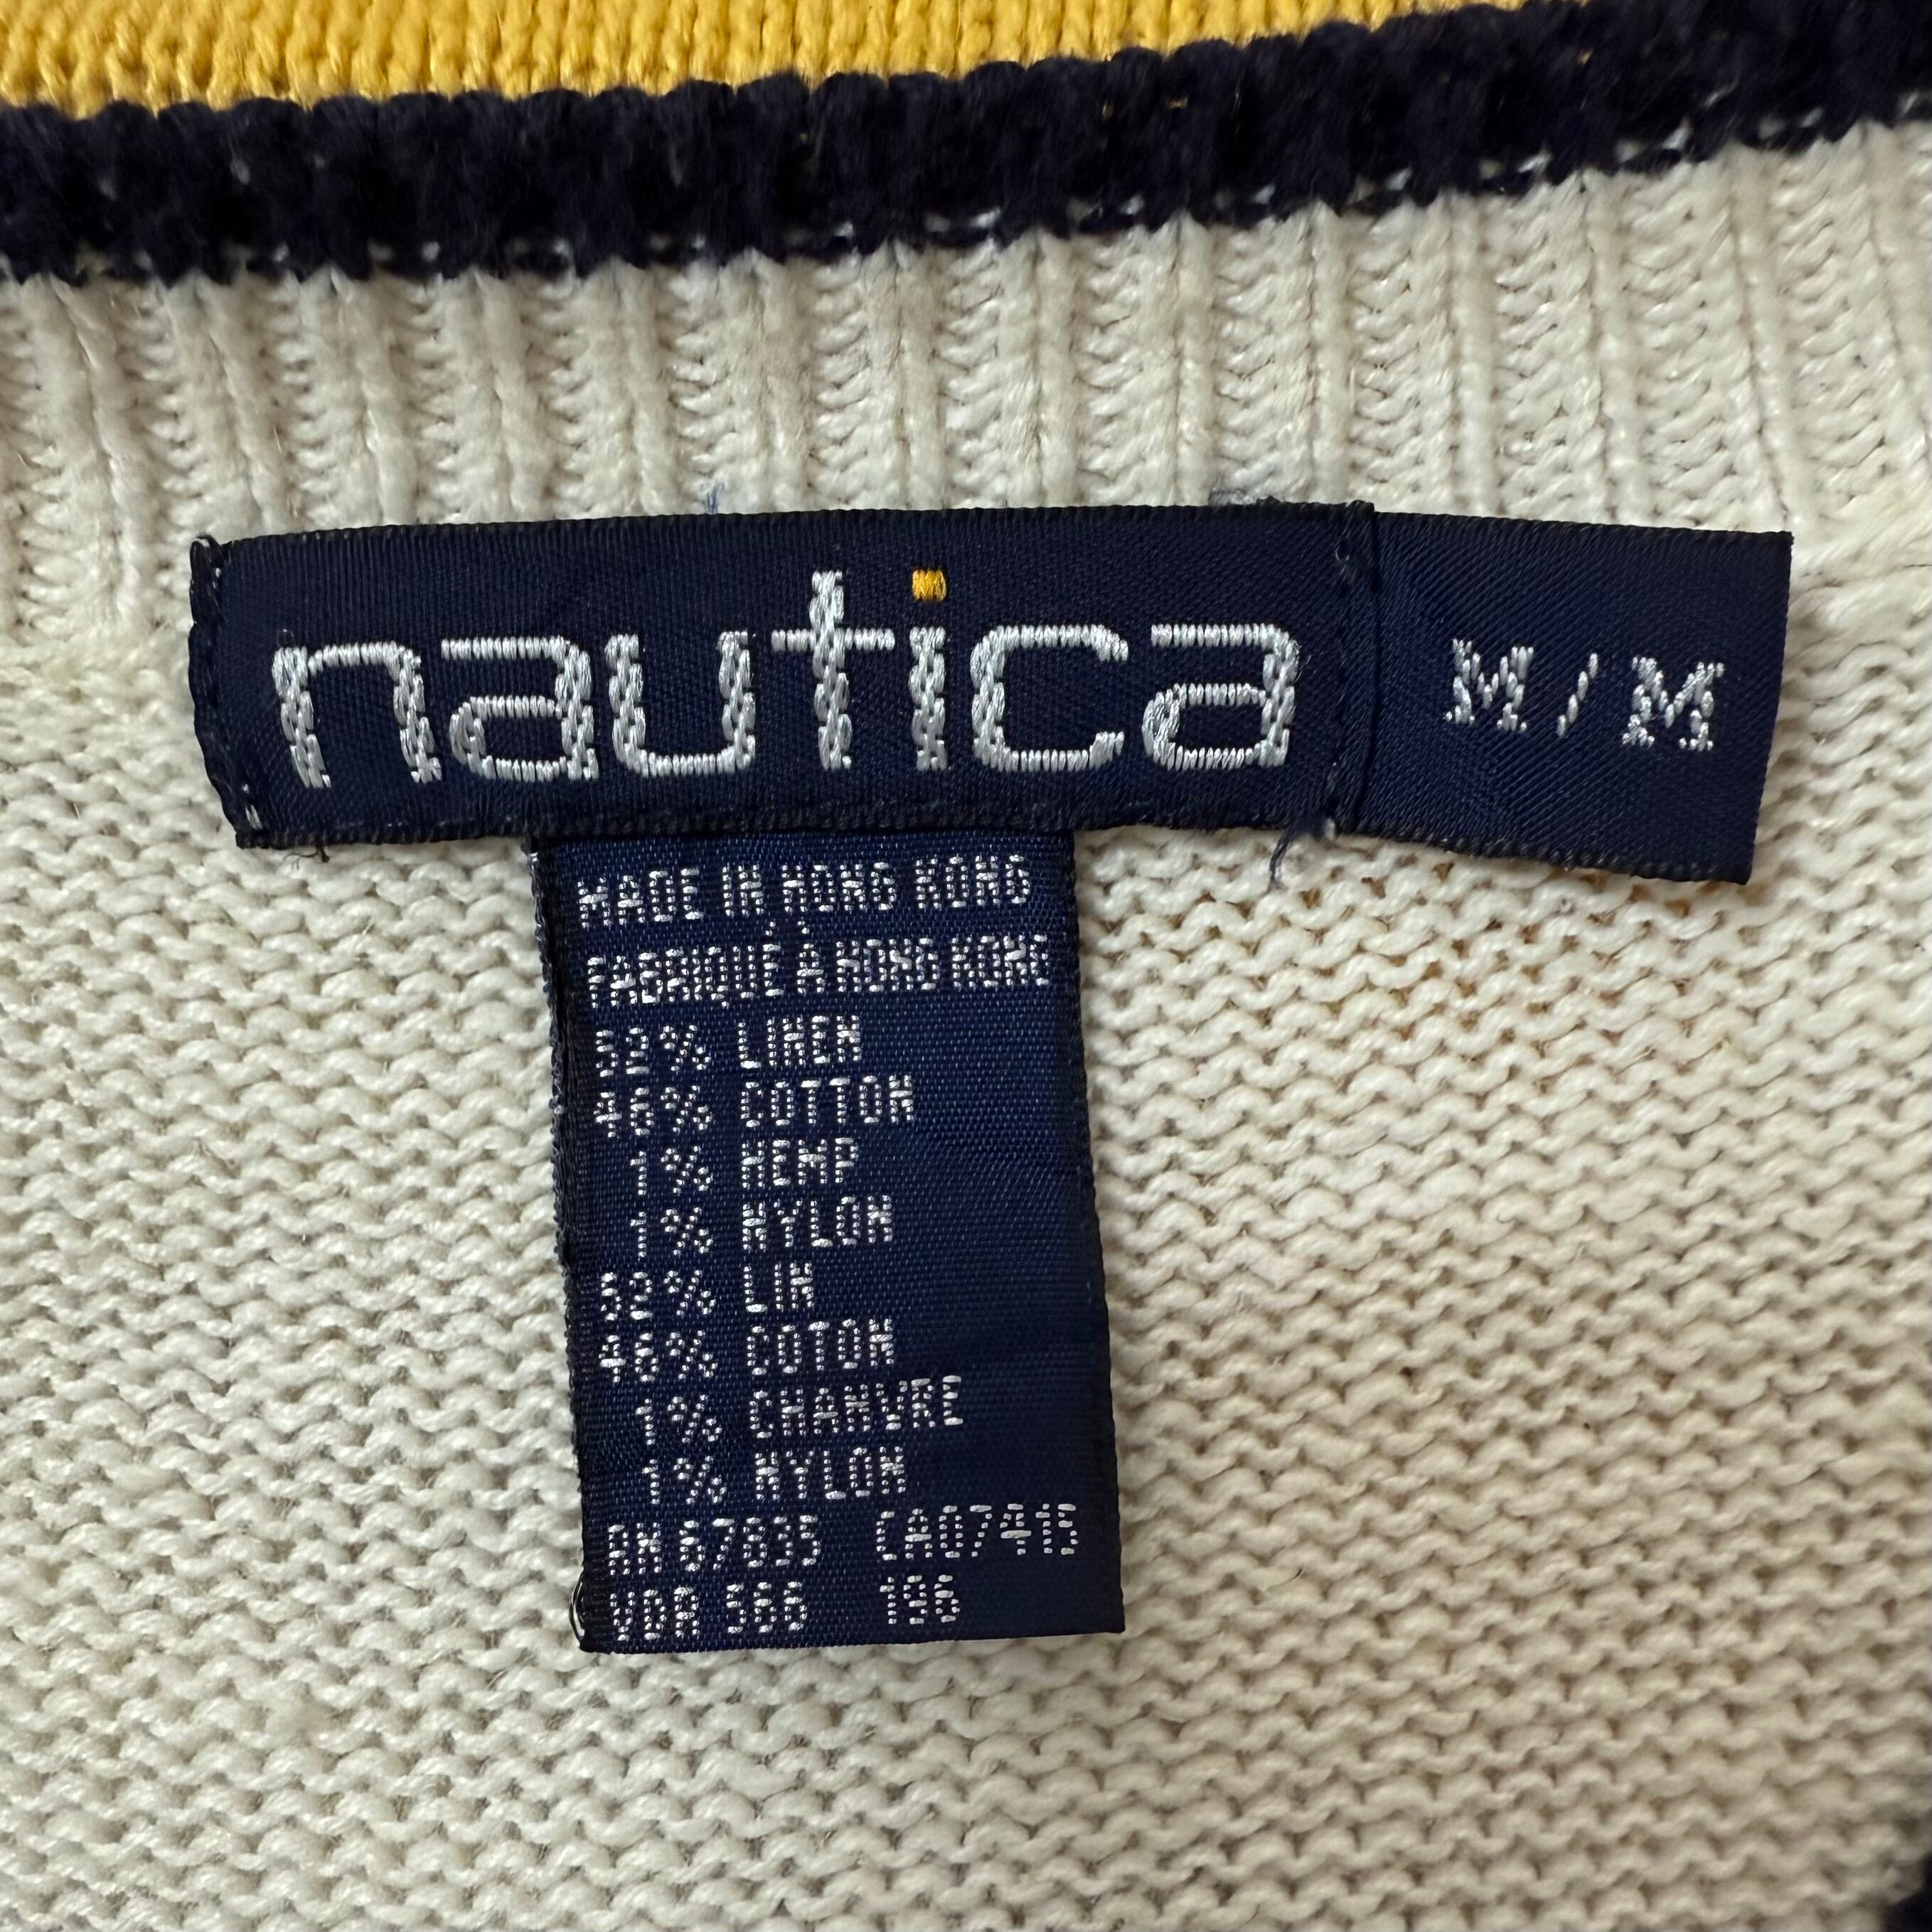 nautica
M/M
MADE IN HONG KONG
FABRIQUÉ À HONG KONG
52% LINEN
46% COTTON
1% HEMP
1% NYLON
52% LIN
46% COTON
1% CHANVRE
1% NYLON
RN 67835 CA07415
VDR 566 196